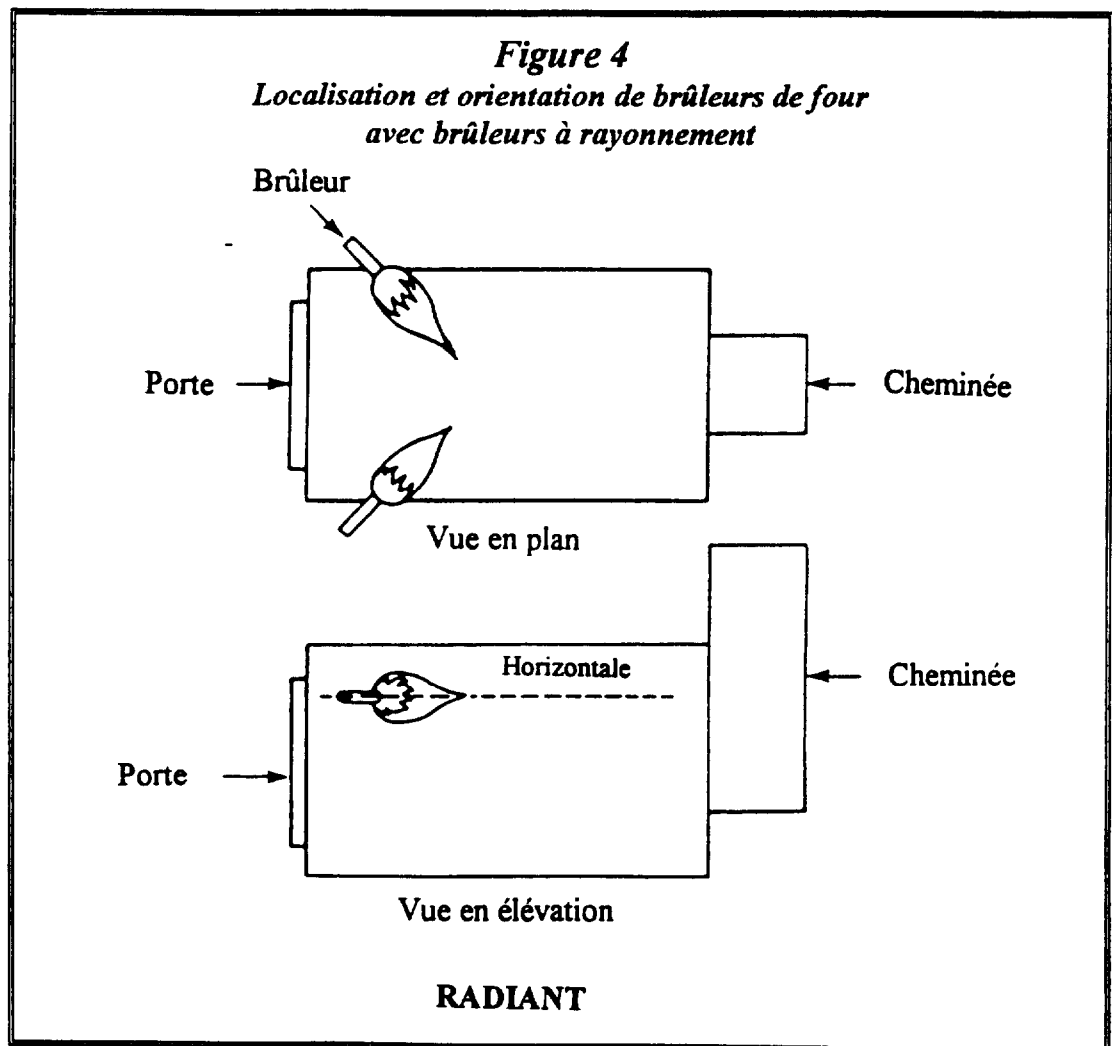 Figure 4
Localisation et orientation de brûleurs de four
avec brûleurs à rayonnement
Brûleur
Porte
Cheminée
Vue en plan
Horizontale
Cheminée
Porte
Vue en élévation
RADIANT